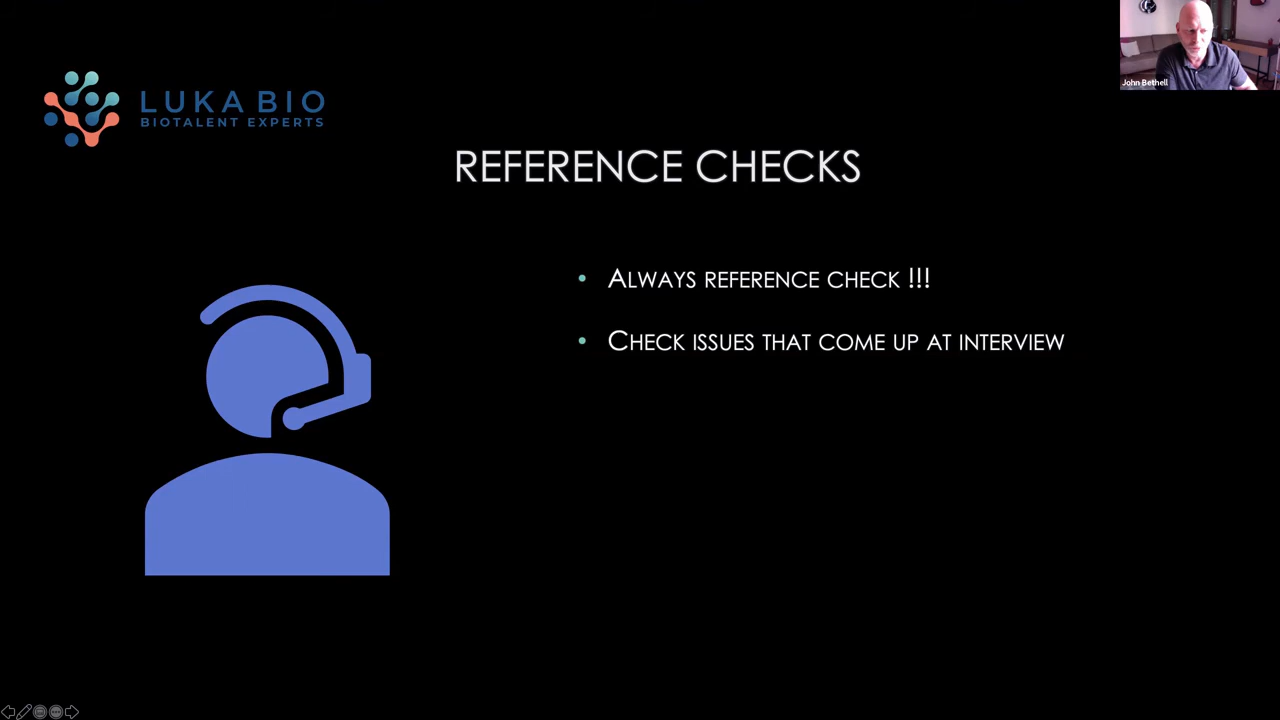 LUKA BIO
BIOTALENT EXPERTS
John Bethell
REFERENCE CHECKS
• ALWAYS REFERENCE CHECK !!!
• CHECK ISSUES THAT COME UP AT INTERVIEW